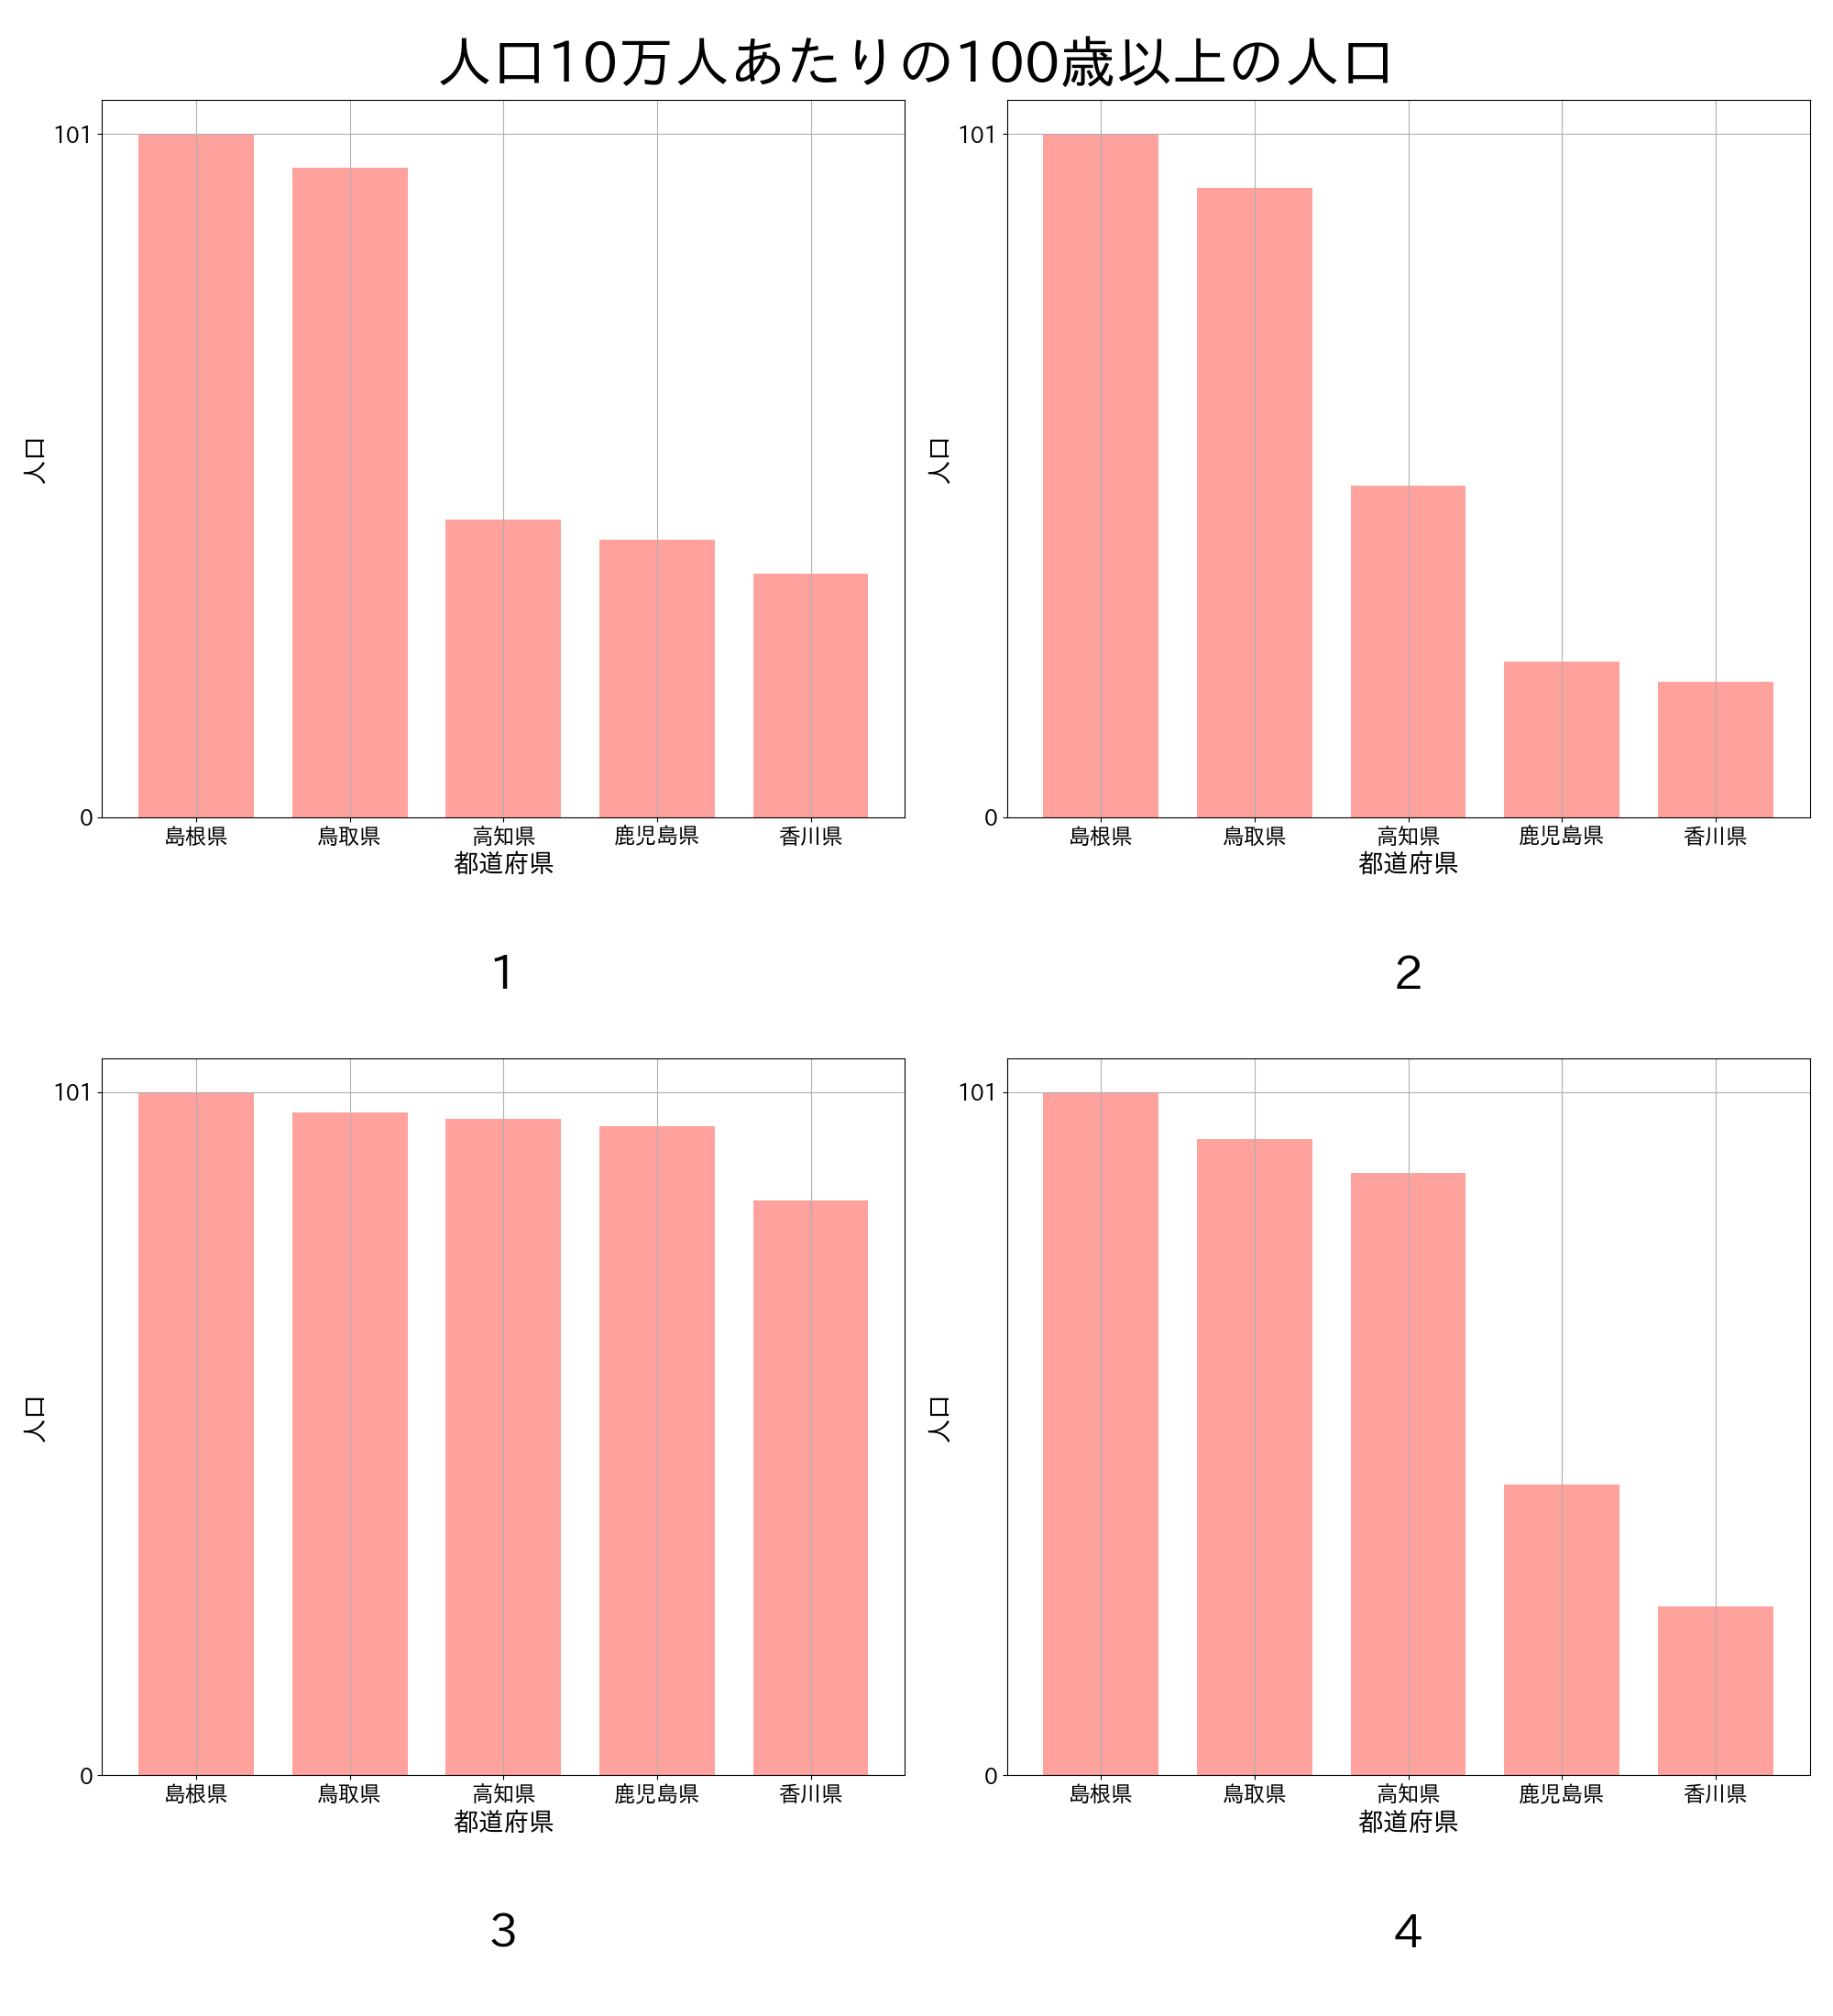 人口10万人あたりの100歳以上の人口
101
0
人口
島根県 鳥取県 高知県 鹿児島県 香川県
都道府県
1
101
0
人口
島根県 鳥取県 高知県 鹿児島県 香川県
都道府県
2
101
0
人口
島根県 鳥取県 高知県 鹿児島県 香川県
都道府県
3
101
0
人口
島根県 鳥取県 高知県 鹿児島県 香川県
都道府県
4